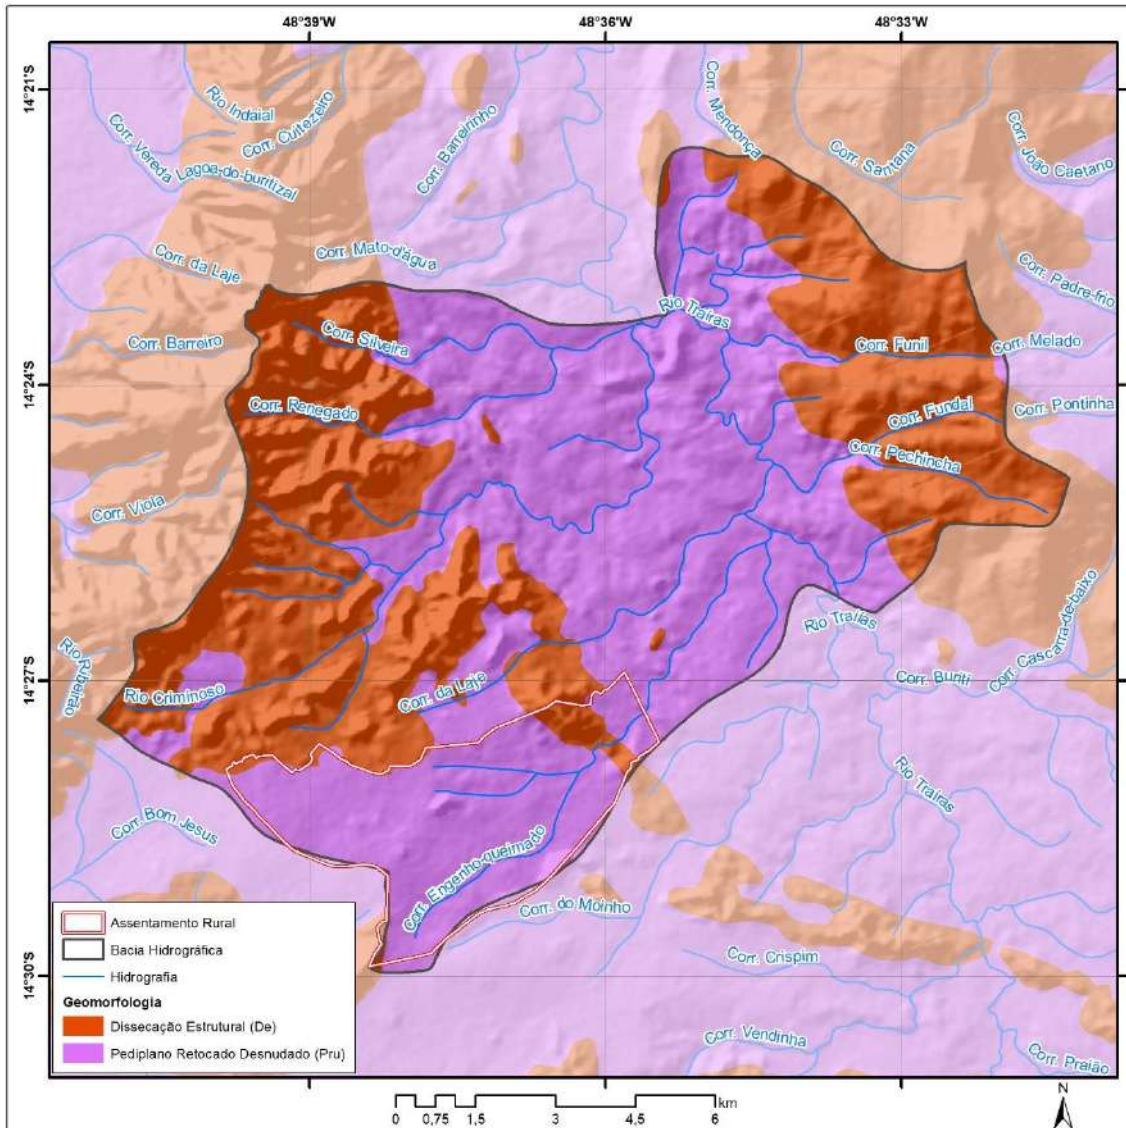 48°39'W
48°36'W
48°33'W
14°21'S
14°24'S
14°27'S
14°30'S
Rio Indaial
Corr. Cuitezeiro
Corr. Vereda Lagoa-do-buritizal
Corr. Barreirinho
Corr. Mendonça
Corr. Santana
Corr. João Caetano
Corr. da Laje
Corr. Mato-d'água
Corr. Padre-frio
Rio Traíras
Corr. Barreiro
Corr. Silveira
Corr. Funil
Corr. Melado
Corr. Renegado
Corr. Fundal
Corr. Pontinha
Corr. Pechincha
Corr. Viola
Rio Ribeirão
Rio Criminoso
Corr. da Laje
Rio Traíras
Corr. Buriti
Corr. Cascarra-de-baixo
Rio Traíras
Corr. Bom Jesus
Corr. Engenho-queimado
Corr. do Moinho
Corr. Crispim
Corr. Vendinha
Corr. Praião
Assentamento Rural
Bacia Hidrográfica
Hidrografia
Geomorfologia
Dissecação Estrutural (De)
Pediplano Retocado Desnudado (Pru)
km
0 0,75 1,5 3 4,5 6
N